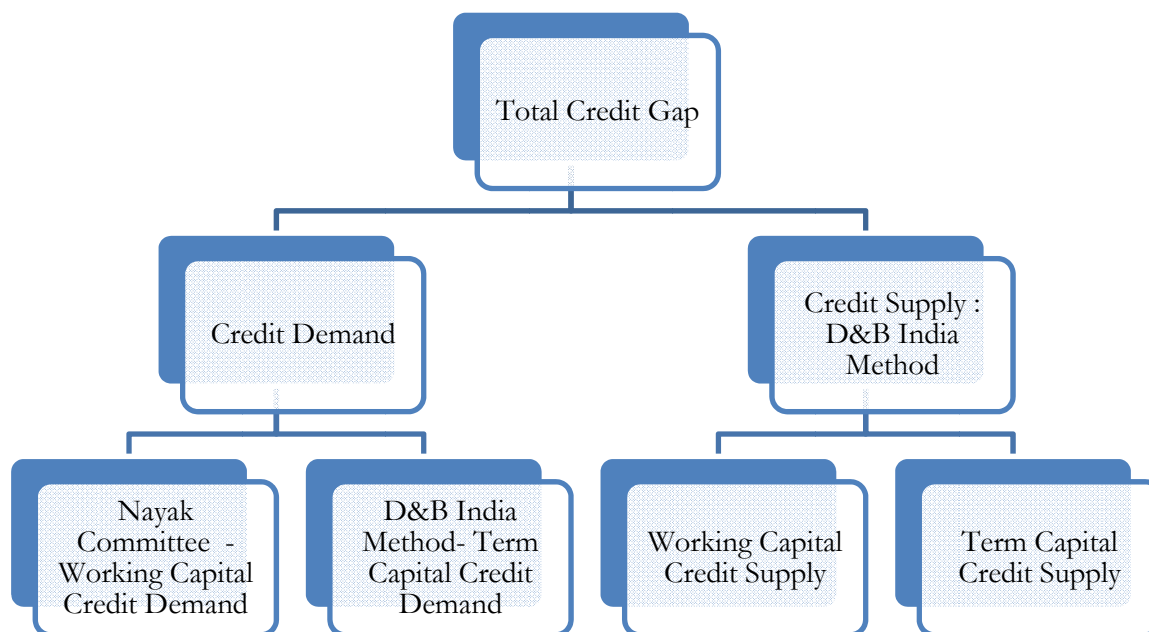 Total Credit Gap
Credit Demand
Credit Supply :
D&B India
Method
Nayak
Committee -
Working Capital
Credit Demand
D&B India
Method- Term
Capital Credit
Demand
Working Capital
Credit Supply
Term Capital
Credit Supply